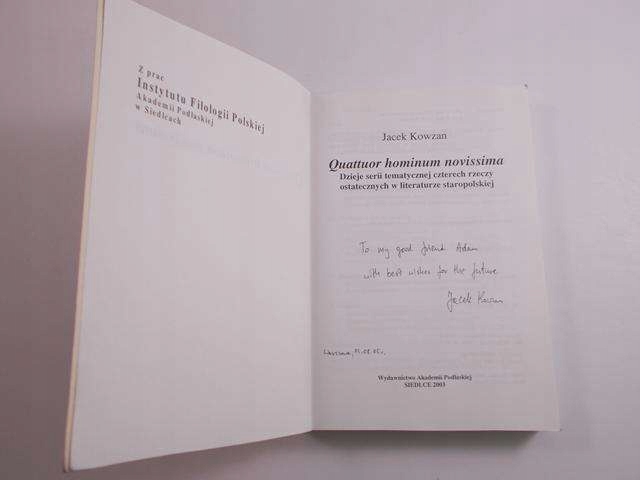 Z prac
Instytutu Filologii Polskiej
Akademii Podlaskiej
w Siedlcach
Jacek Kowzan
Quattuor hominum novissima
Dzieje serii tematycznej czterech rzeczy
ostatecznych w literaturze staropolskiej
To my good friend Adam
with best wishes for the future
Jacek Kowzan
Wydawnictwo Akademii Podlaskiej
SIEDLCE 2003